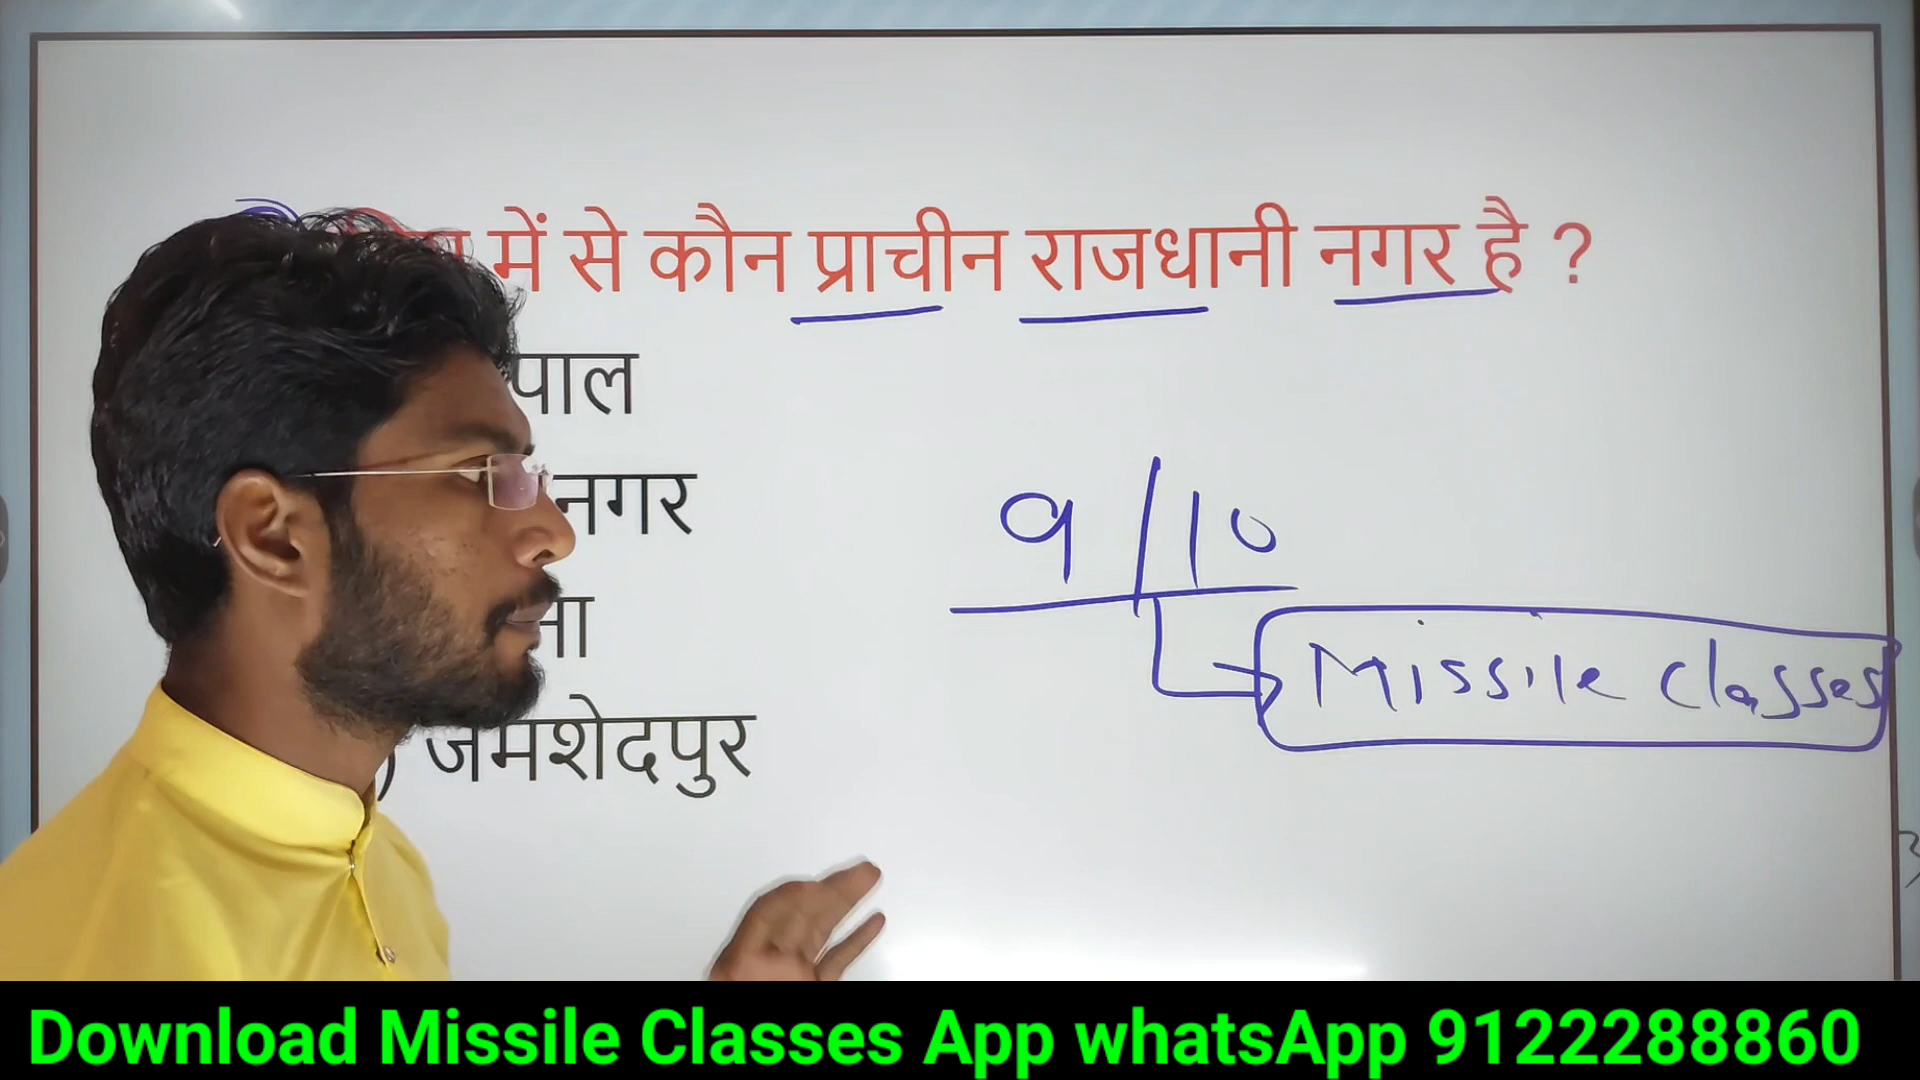 में से कौन प्राचीन राजधानी नगर है ?
पाल
नगर
ना
) जमशेदपुर
9/10
Missile Classes
Download Missile Classes App whatsApp 9122288860